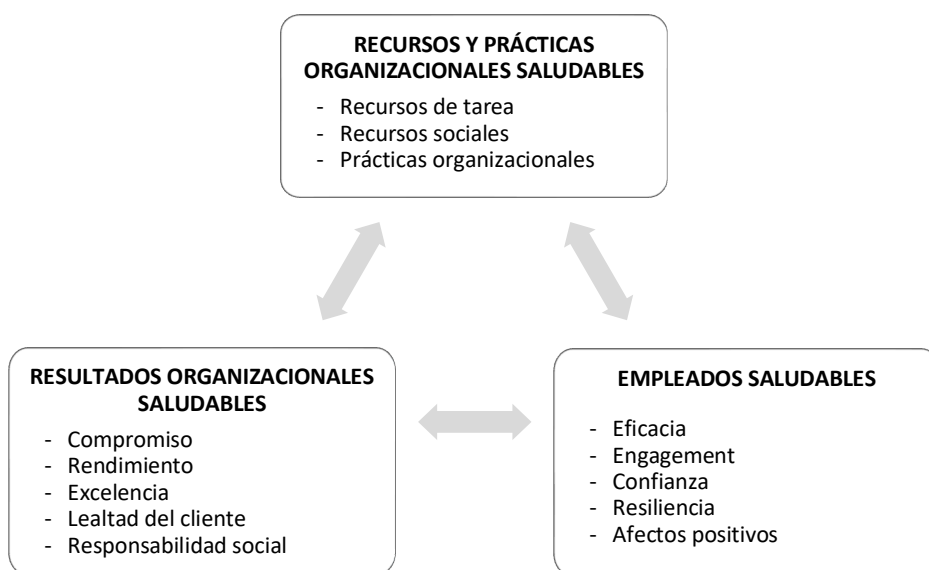 RECURSOS Y PRÁCTICAS
ORGANIZACIONALES SALUDABLES
- Recursos de tarea
- Recursos sociales
- Prácticas organizacionales
RESULTADOS ORGANIZACIONALES
SALUDABLES
- Compromiso
- Rendimiento
- Excelencia
- Lealtad del cliente
- Responsabilidad social
EMPLEADOS SALUDABLES
- Eficacia
- Engagement
- Confianza
- Resiliencia
- Afectos positivos